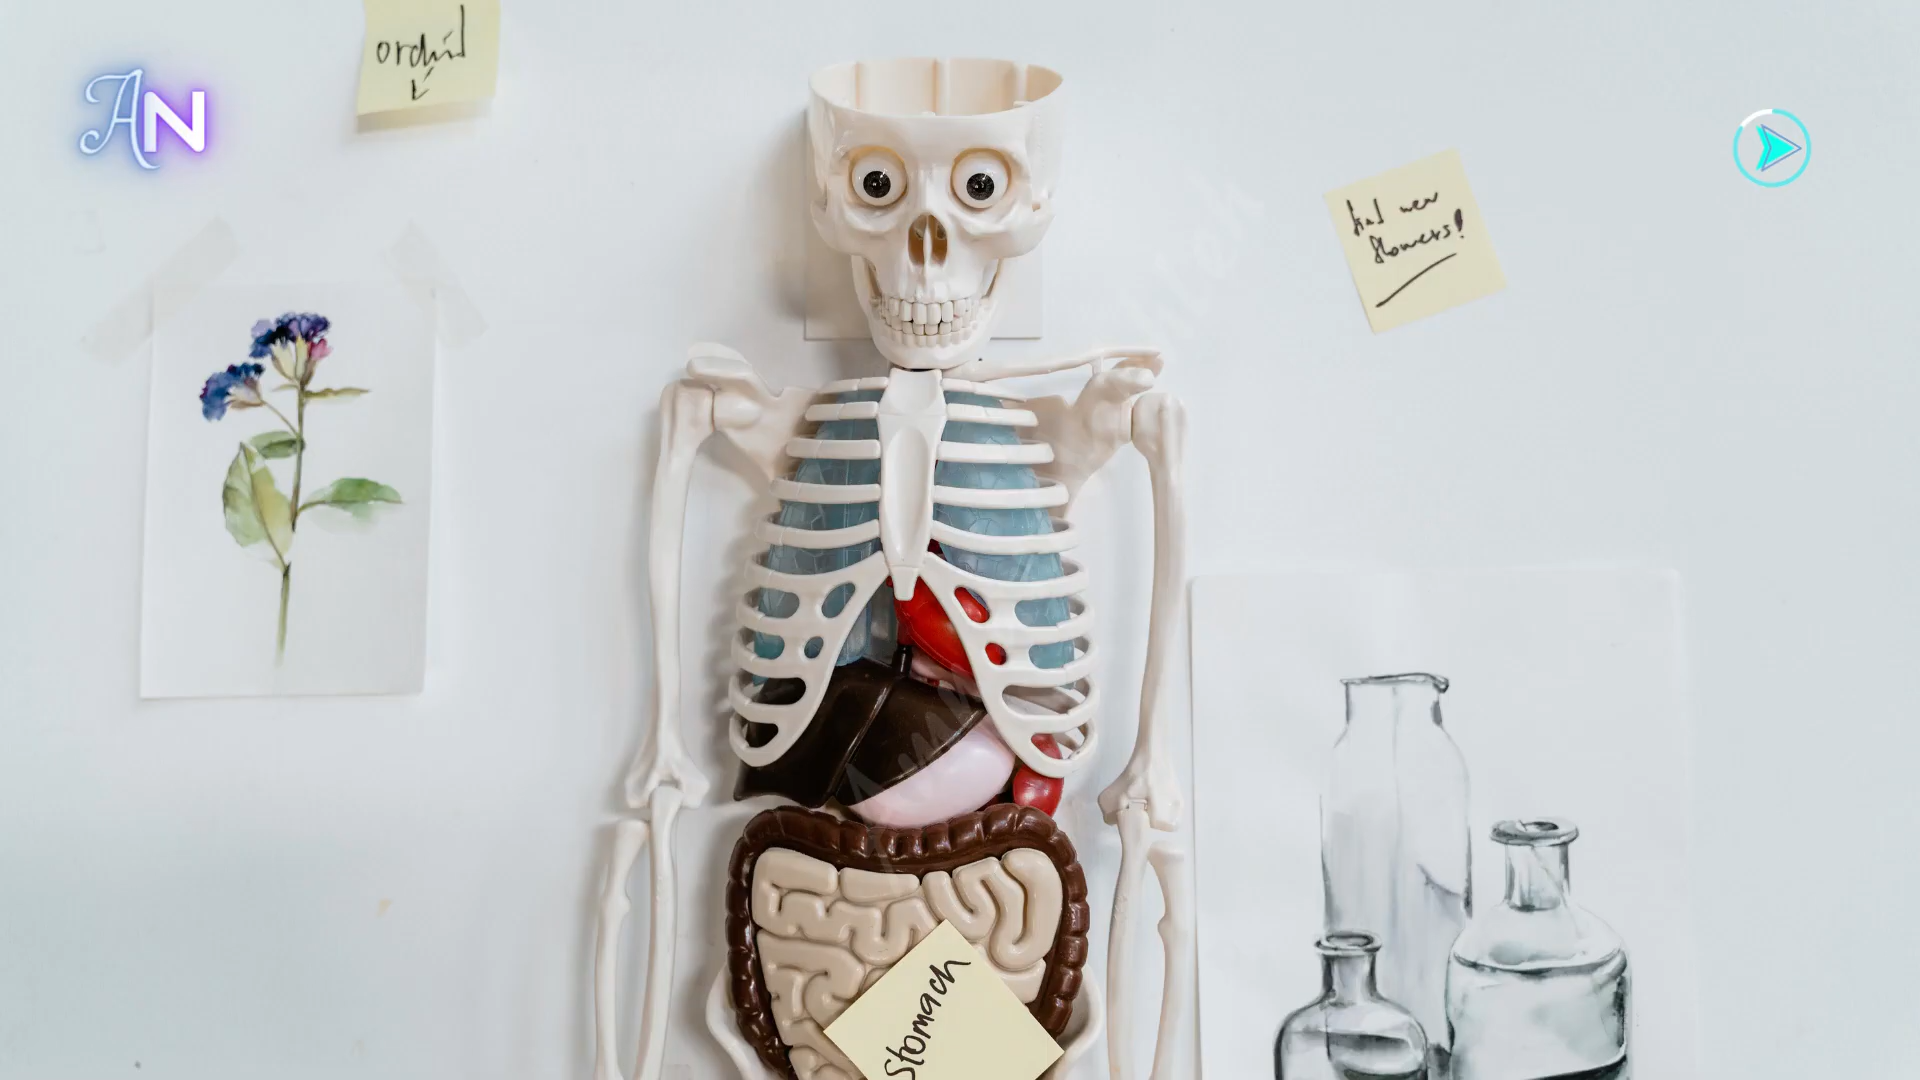 orchid
AN
find new
flowers!
Stomach